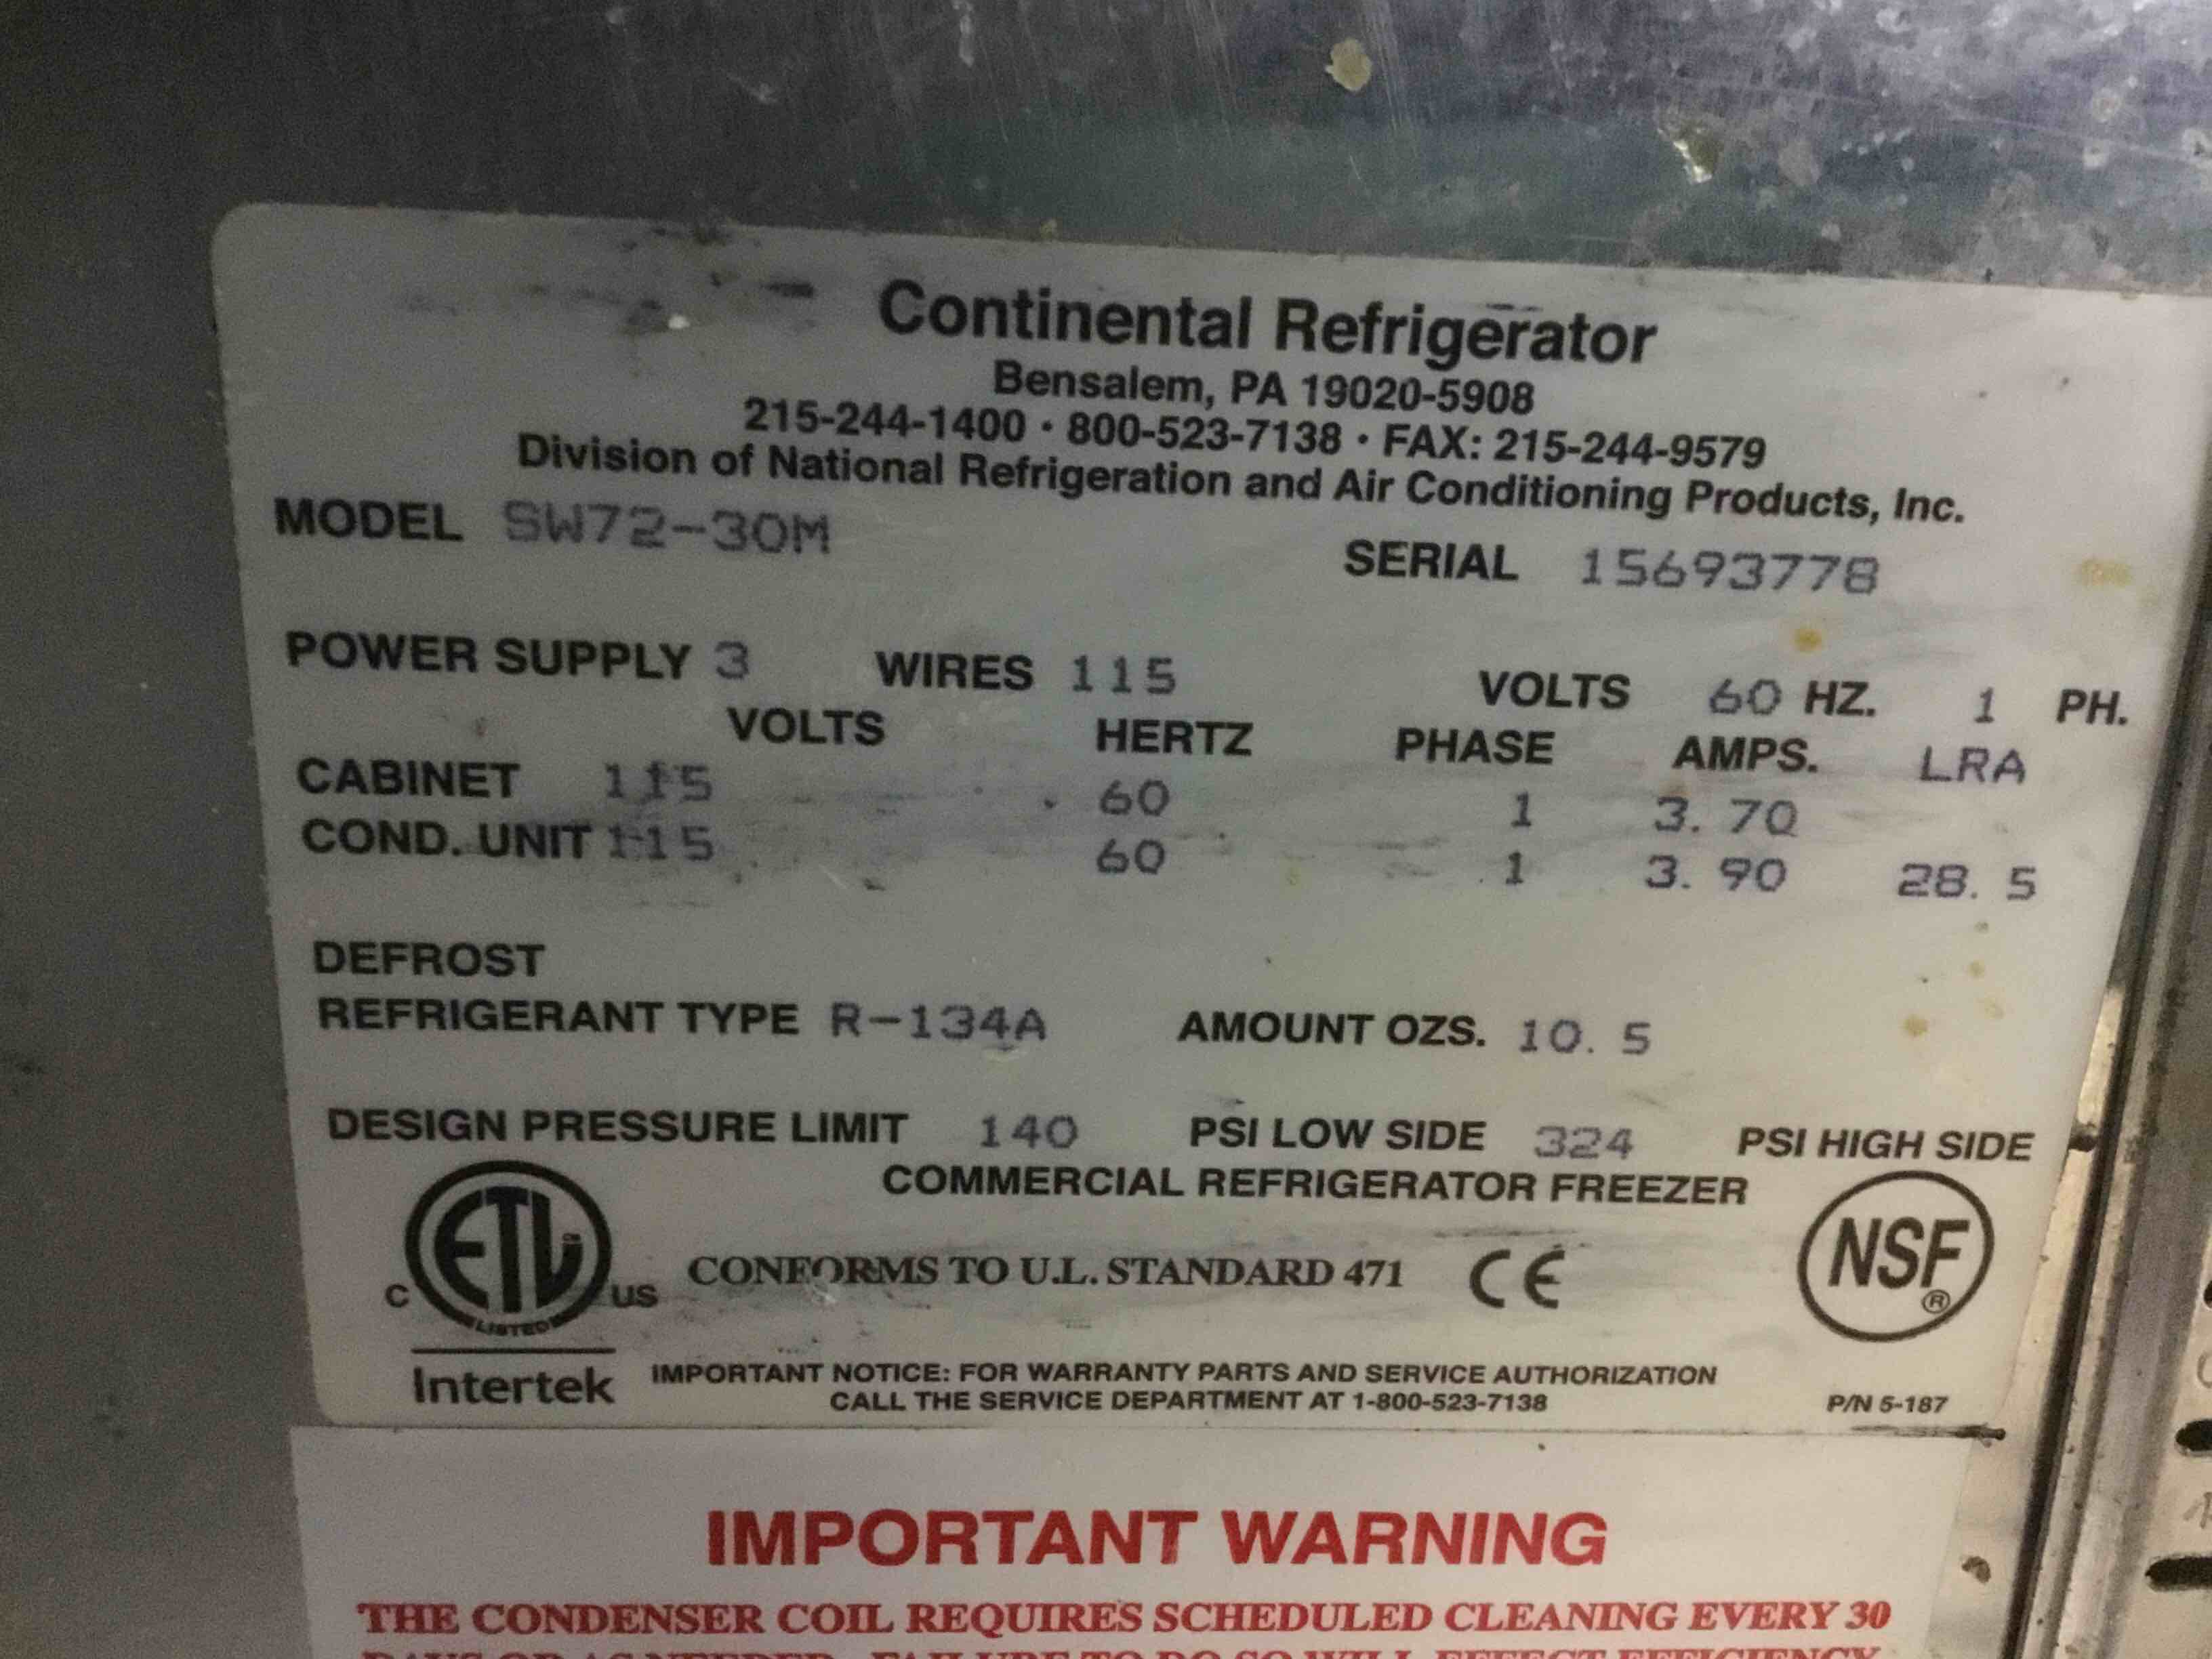 Continental Refrigerator
Bensalem, PA 19020-5908
215-244-1400 • 800-523-7138 • FAX: 215-244-9579
Division of National Refrigeration and Air Conditioning Products, Inc.
MODEL SW72-30M SERIAL 15693778
POWER SUPPLY 3 WIRES 115 VOLTS 60 HZ. 1 PH.
VOLTS HERTZ PHASE AMPS. LRA
CABINET 115 60 1 3.70
COND. UNIT 115 60 1 3.90 28.5
DEFROST
REFRIGERANT TYPE R-134A AMOUNT OZS. 10.5
DESIGN PRESSURE LIMIT 140 PSI LOW SIDE 324 PSI HIGH SIDE
COMMERCIAL REFRIGERATOR FREEZER
C ETL US LISTED CONFORMS TO U.L. STANDARD 471 CE NSF®
Intertek
IMPORTANT NOTICE: FOR WARRANTY PARTS AND SERVICE AUTHORIZATION
CALL THE SERVICE DEPARTMENT AT 1-800-523-7138
P/N 5-187
IMPORTANT WARNING
THE CONDENSER COIL REQUIRES SCHEDULED CLEANING EVERY 30